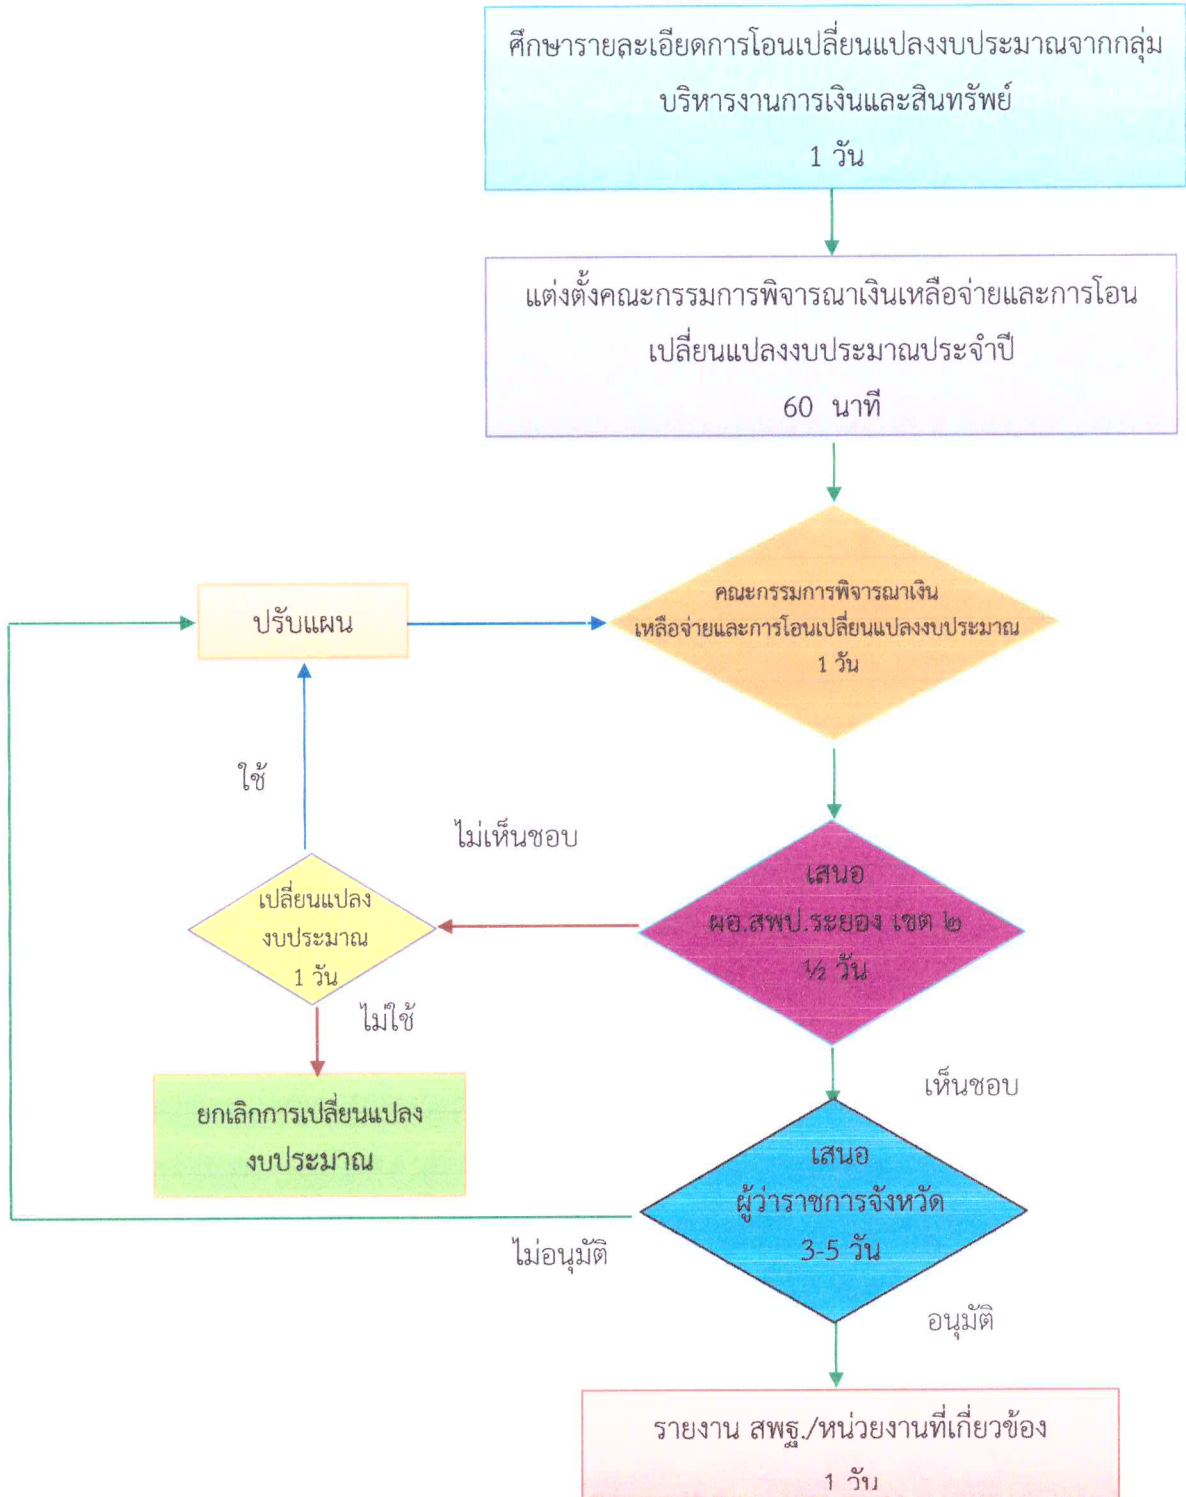 ศึกษารายละเอียดการโอนเปลี่ยนแปลงงบประมาณจากกลุ่ม
บริหารงานการเงินและสินทรัพย์
1 วัน
แต่งตั้งคณะกรรมการพิจารณาเงินเหลือจ่ายและการโอน
เปลี่ยนแปลงงบประมาณประจำปี
60 นาที
คณะกรรมการพิจารณาเงิน
เหลือจ่ายและการโอนเปลี่ยนแปลงงบประมาณ
1 วัน
ปรับแผน
ใช้
ไม่เห็นชอบ
เสนอ
ผอ.สพป.ระยอง เขต ๒
½ วัน
เปลี่ยนแปลง
งบประมาณ
1 วัน
ไม่ใช้
เห็นชอบ
ยกเลิกการเปลี่ยนแปลง
งบประมาณ
เสนอ
ผู้ว่าราชการจังหวัด
3-5 วัน
ไม่อนุมัติ
อนุมัติ
รายงาน สพฐ./หน่วยงานที่เกี่ยวข้อง
1 วัน